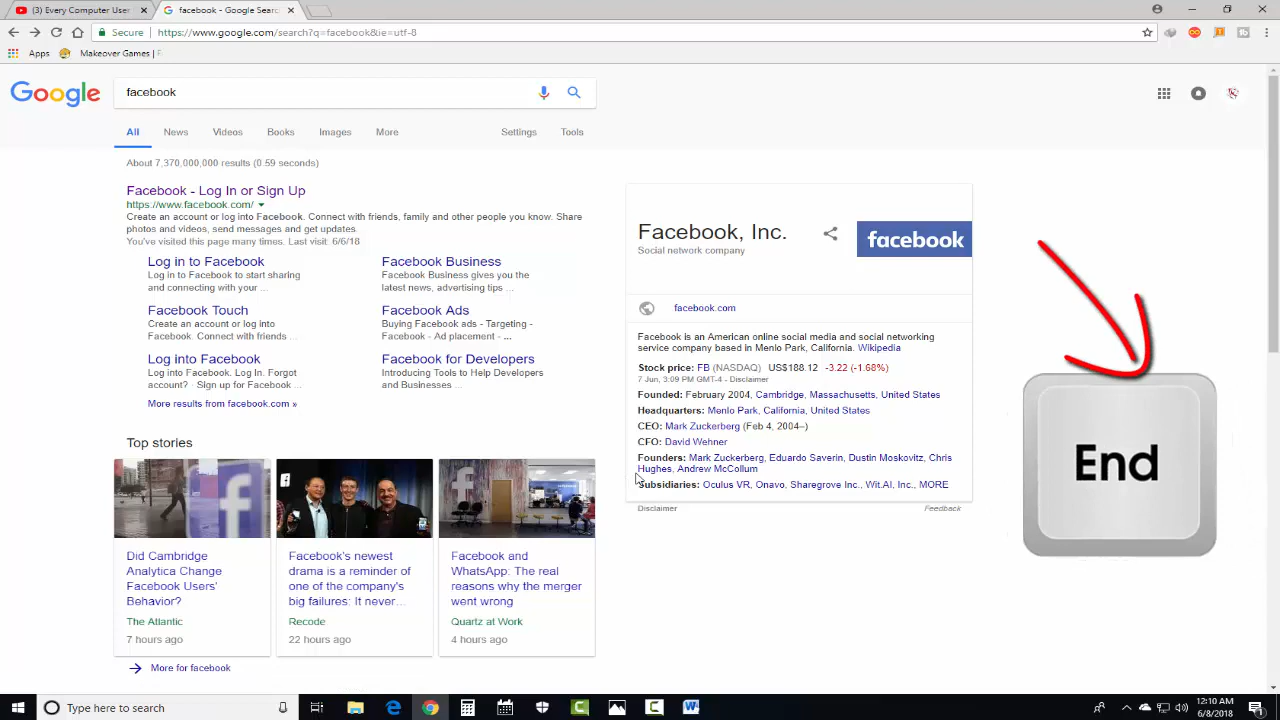 (3) Every Computer User
facebook - Google Searc
Secure
https://www.google.com/search?q=facebook&ie=utf-8
Apps
Makeover Games |
Google
facebook
All
News
Videos
Books
Images
More
Settings
Tools
About 7,370,000,000 results (0.59 seconds)
Facebook - Log In or Sign Up
https://www.facebook.com/
Create an account or log into Facebook. Connect with friends, family and other people you know. Share
photos and videos, send messages and get updates.
You've visited this page many times. Last visit: 6/6/18
Log in to Facebook
Log in to Facebook to start sharing
and connecting with your ...
Facebook Business
Facebook Business gives you the
latest news, advertising tips ...
Facebook Touch
Create an account or log into
Facebook. Connect with friends ...
Facebook Ads
Buying Facebook ads - Targeting -
Facebook - Ad placement - ...
Log into Facebook
Log into Facebook. Log In. Forgot
account? · Sign up for Facebook ...
Facebook for Developers
Introducing Tools to Help Developers
and Businesses ...
More results from facebook.com »
Top stories
Did Cambridge
Analytica Change
Facebook Users'
Behavior?
The Atlantic
7 hours ago
Facebook's newest
drama is a reminder of
one of the company's
big failures: It never...
Recode
22 hours ago
Facebook and
WhatsApp: The real
reasons why the merger
went wrong
Quartz at Work
4 hours ago
More for facebook
Facebook, Inc.
Social network company
facebook
facebook.com
Facebook is an American online social media and social networking
service company based in Menlo Park, California. Wikipedia
Stock price: FB (NASDAQ) US$188.12 -3.22 (-1.68%)
7 Jun, 3:09 PM GMT-4 - Disclaimer
Founded: February 2004, Cambridge, Massachusetts, United States
Headquarters: Menlo Park, California, United States
CEO: Mark Zuckerberg (Feb 4, 2004–)
CFO: David Wehner
Founders: Mark Zuckerberg, Eduardo Saverin, Dustin Moskovitz, Chris
Hughes, Andrew McCollum
Subsidiaries: Oculus VR, Onavo, Sharegrove Inc., Wit.AI, Inc., MORE
Disclaimer
Feedback
End
Type here to search
12:10 AM
6/8/2018